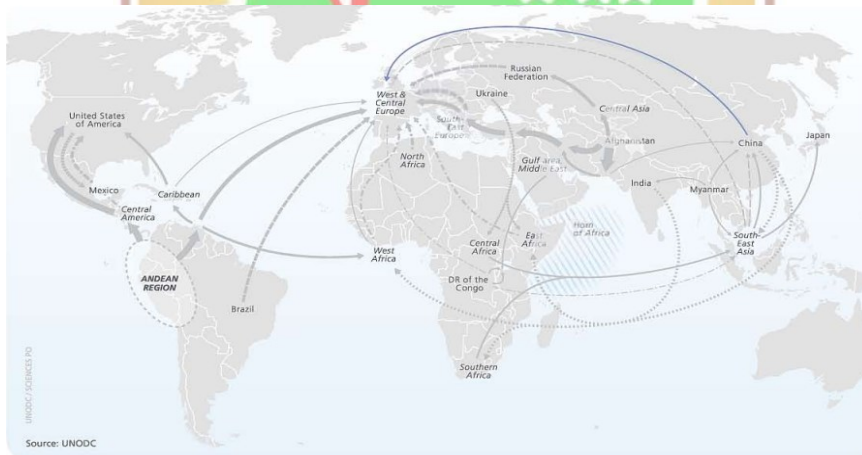 Russian
Federation
West &
Central
Europe
Ukraine
United States
of America
Central Asia
South-
East
Europe
Afghanistan
China
Japan
North
Africa
Gulf area,
Middle East
Mexico
Caribbean
India
Myanmar
Central
America
West
Africa
Central
Africa
East
Africa
Horn
of Africa
South-
East
Asia
ANDEAN
REGION
DR of the
Congo
Brazil
Southern
Africa
UNODC / SCIENCES PO
Source: UNODC